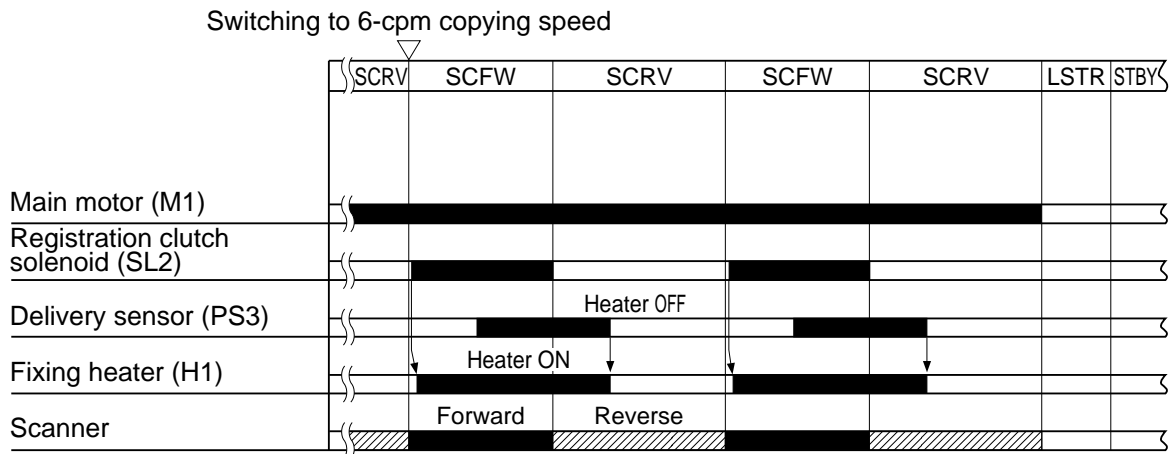 Switching to 6-cpm copying speed
SCRV SCFW SCRV SCFW SCRV LSTR STBY
Main motor (M1)
Registration clutch
solenoid (SL2)
Heater OFF
Delivery sensor (PS3)
Heater ON
Fixing heater (H1)
Forward Reverse
Scanner